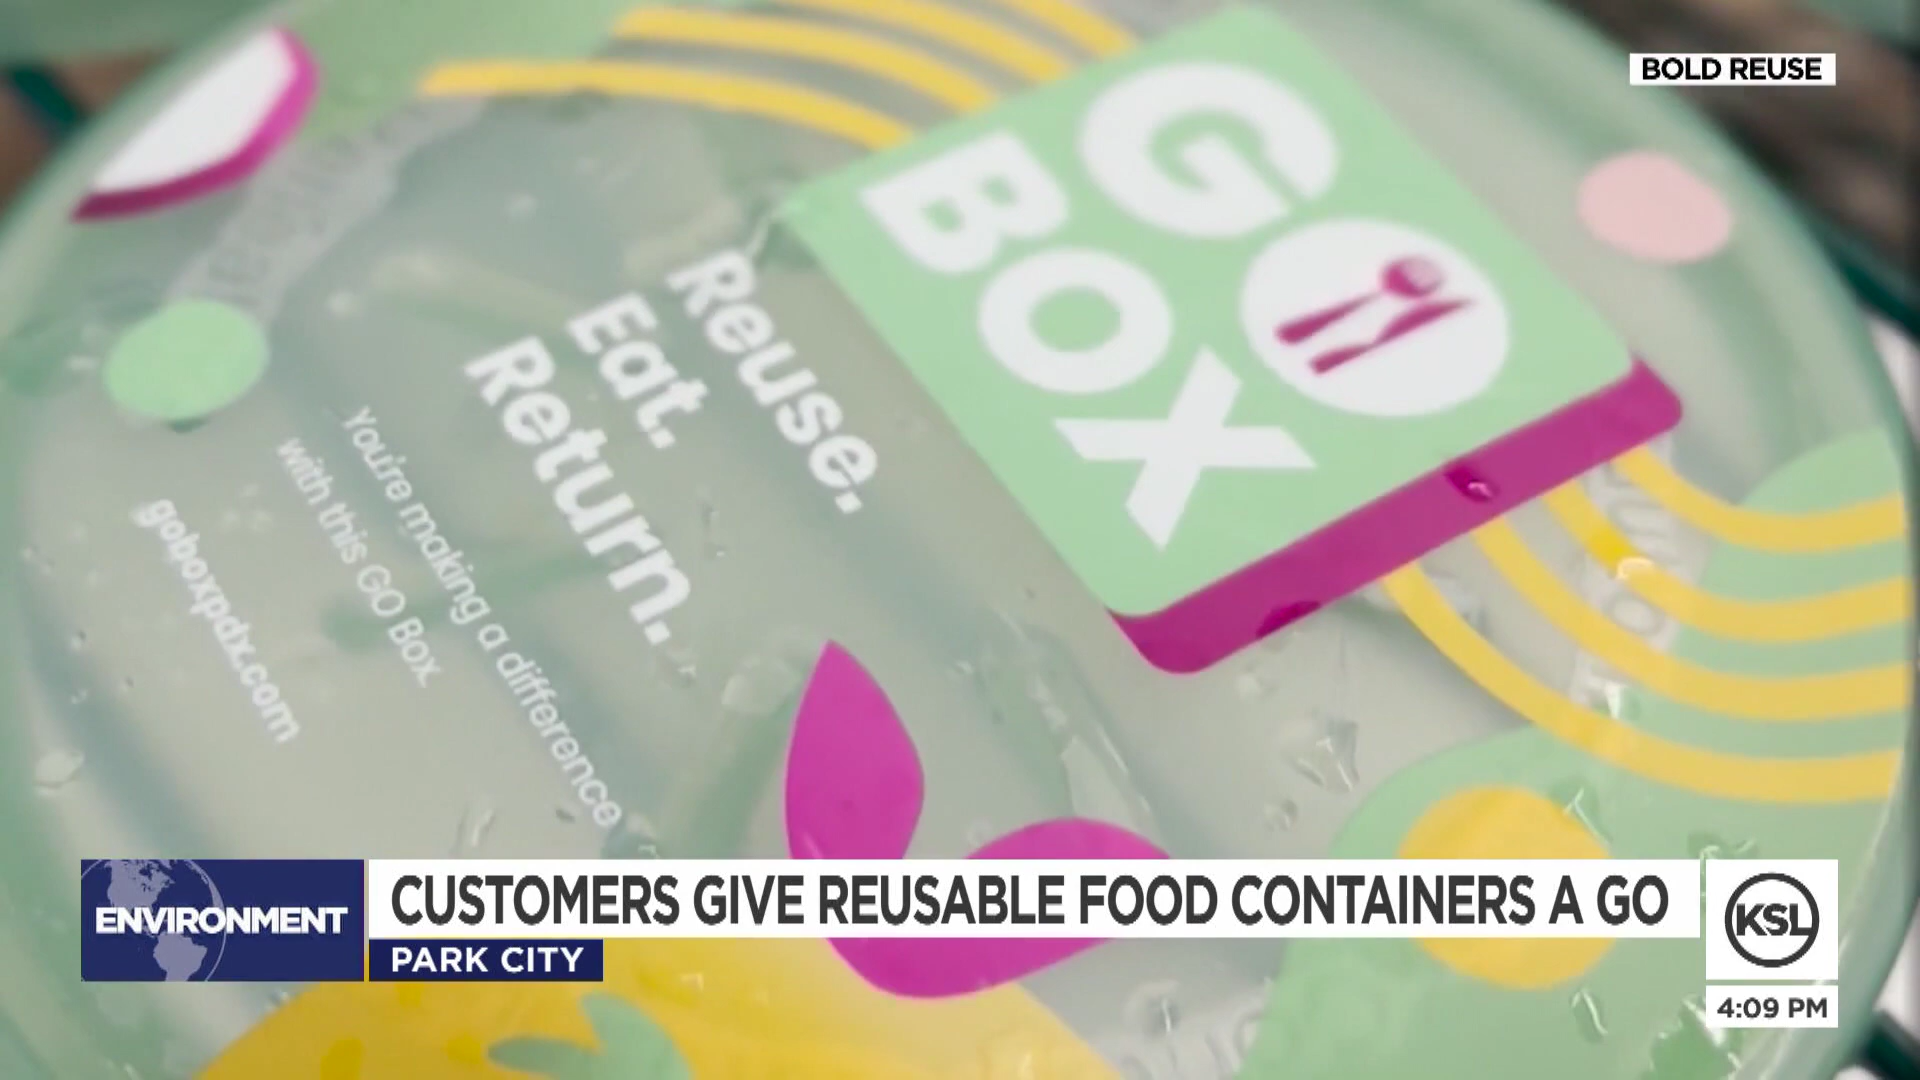 BOLD REUSE
GO
BOX
Reuse.
Eat.
Return.
You're making a difference
with this GO Box
goboxpdx.com
ENVIRONMENT
CUSTOMERS GIVE REUSABLE FOOD CONTAINERS A GO
PARK CITY
KSL
4:09 PM